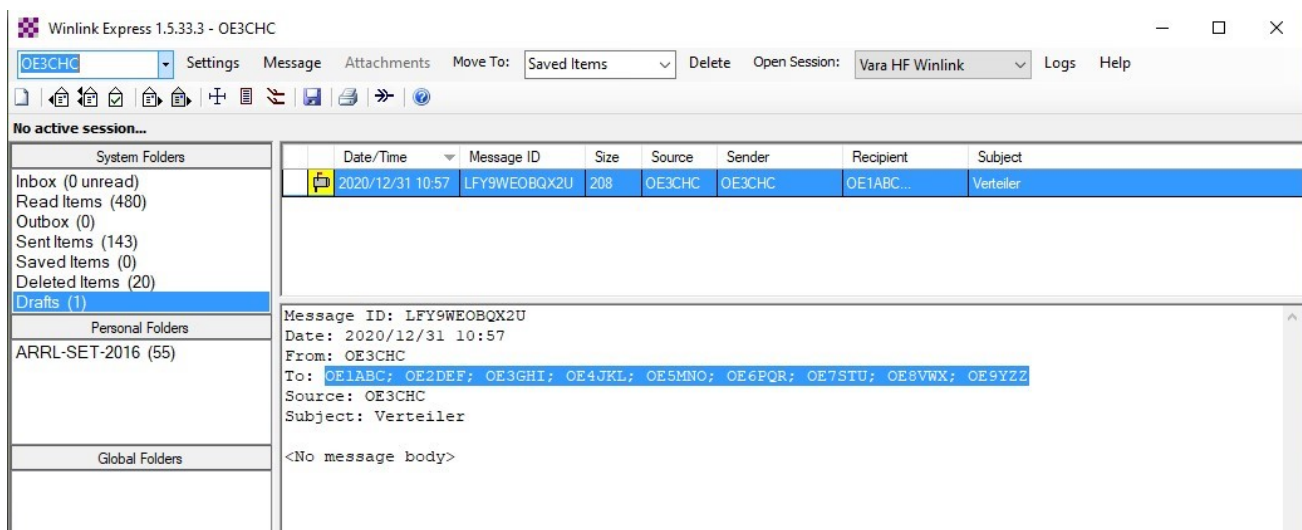 Winlink Express 1.5.33.3 - OE3CHC
OE3CHC Settings Message Attachments Move To: Saved Items Delete Open Session: Vara HF Winlink Logs Help
No active session...
System Folders
Inbox (0 unread)
Read Items (480)
Outbox (0)
Sent Items (143)
Saved Items (0)
Deleted Items (20)
Drafts (1)
Personal Folders
ARRL-SET-2016 (55)
Global Folders
Date/Time Message ID Size Source Sender Recipient Subject
2020/12/31 10:57 LFY9WEOBQX2U 208 OE3CHC OE3CHC OE1ABC... Verteiler
Message ID: LFY9WEOBQX2U
Date: 2020/12/31 10:57
From: OE3CHC
To: OE1ABC; OE2DEF; OE3GHI; OE4JKL; OE5MNO; OE6PQR; OE7STU; OE8VWX; OE9YZZ
Source: OE3CHC
Subject: Verteiler
<No message body>